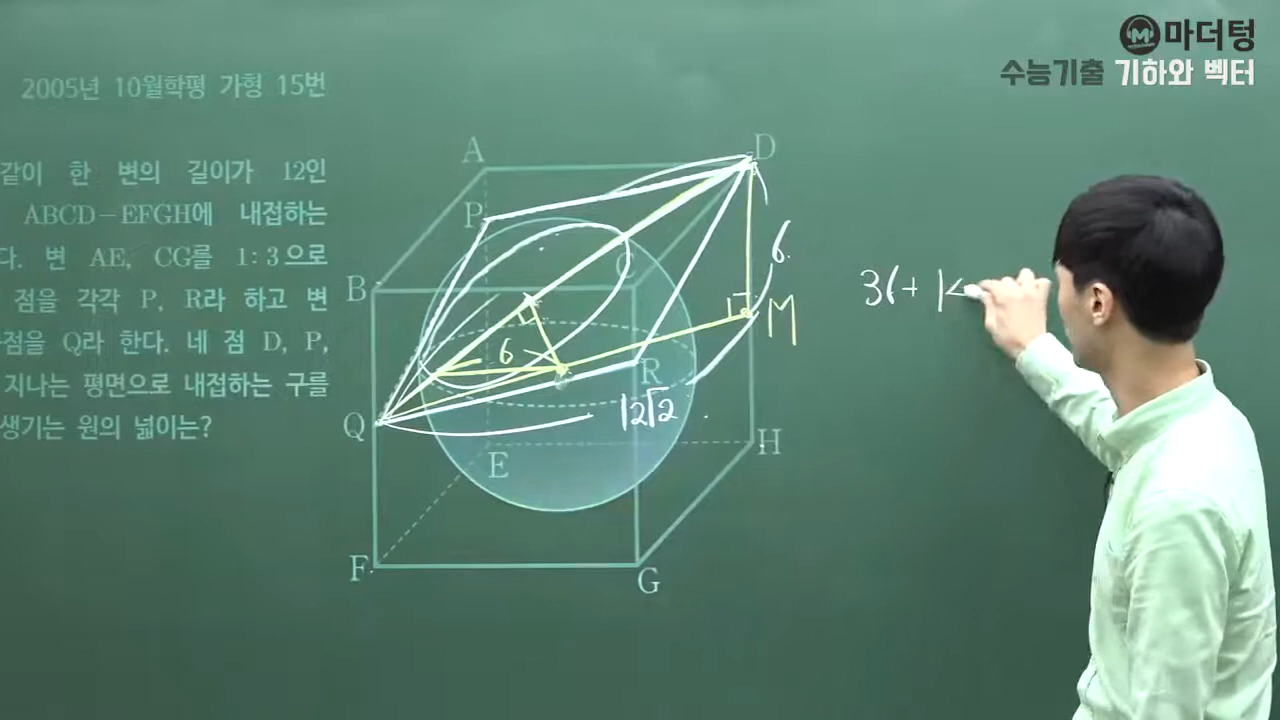 마더텅
수능기출 기하와 벡터
2005년 10월학평 가형 15번
같이 한 변의 길이가 12인
ABCD-EFGH에 내접하는
다. 변 AE, CG를 1:3으로
점을 각각 P, R라 하고 변
점을 Q라 한다. 네 점 D, P,
지나는 평면으로 내접하는 구를
생기는 원의 넓이는?
A
D
P
B
C
6
M
6
R
12√2
Q
E
H
F
G
36+